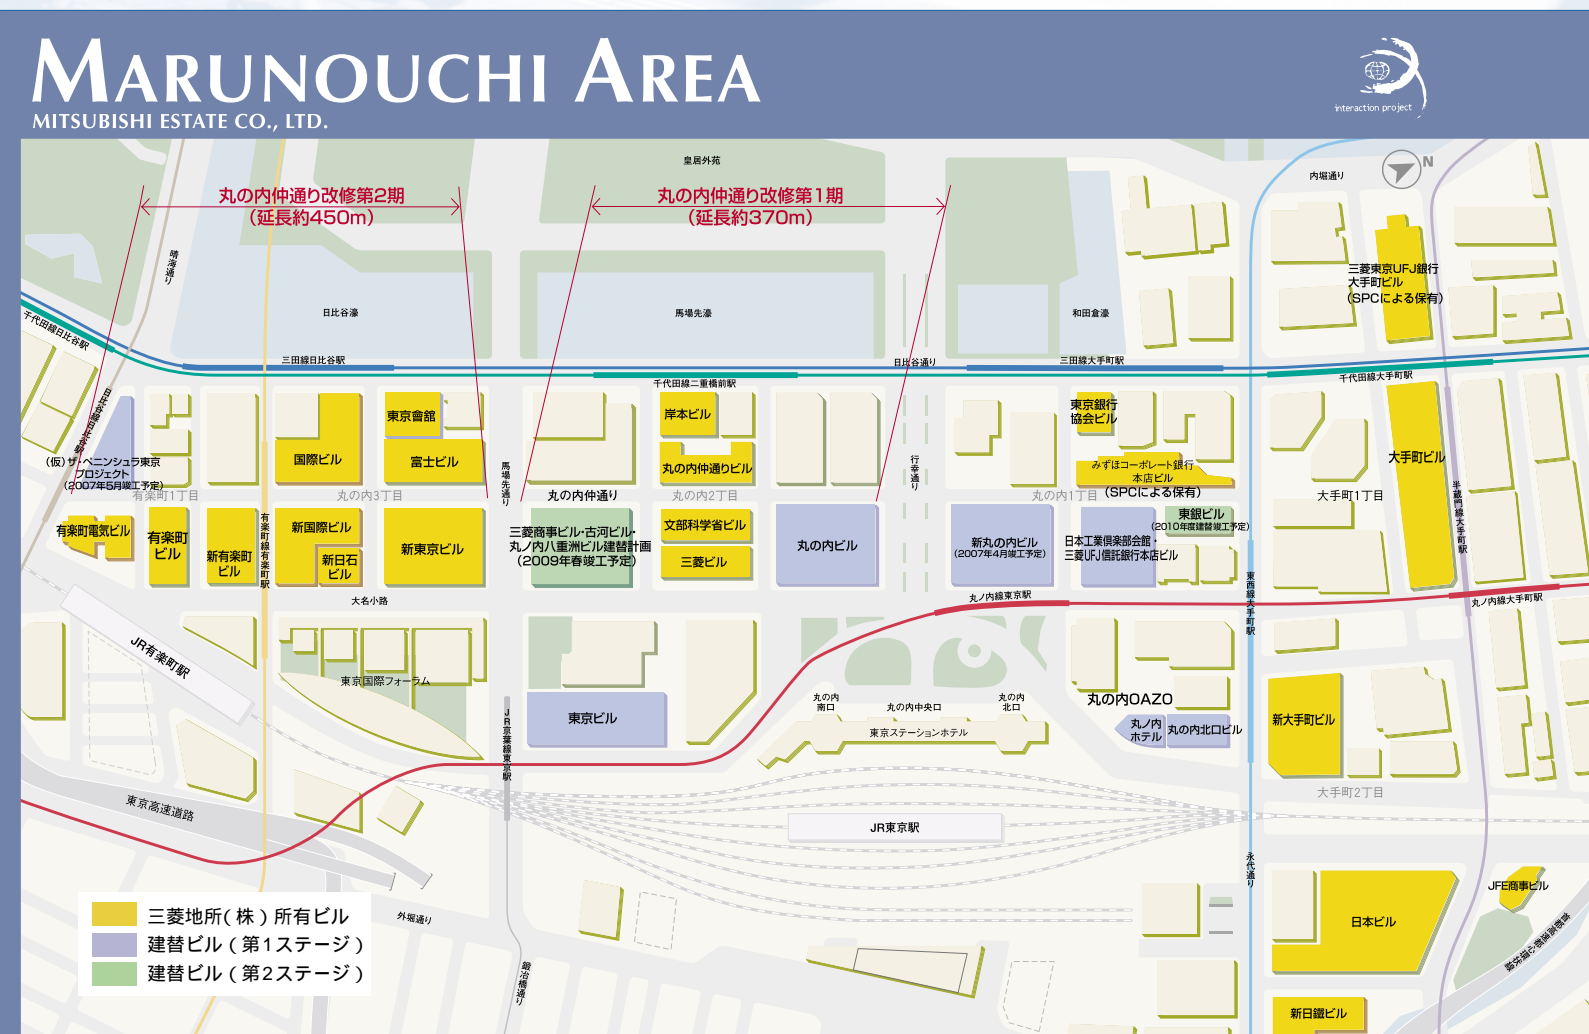 MARUNOUCHI AREA
MITSUBISHI ESTATE CO., LTD.
interaction project
皇居外苑
内堀通り
N
丸の内仲通り改修第2期
(延長約450m)
丸の内仲通り改修第1期
(延長約370m)
晴海通り
三菱東京UFJ銀行
大手町ビル
(SPCによる保有)
日比谷濠
馬場先濠
和田倉濠
千代田線日比谷駅
三田線日比谷駅
日比谷通り
三田線大手町駅
千代田線二重橋前駅
千代田線大手町駅
日比谷線日比谷駅
東京會舘
岸本ビル
東京銀行
協会ビル
国際ビル
富士ビル
丸の内仲通りビル
みずほコーポレート銀行
本店ビル
(SPCによる保有)
大手町ビル
(仮)ザ・ペニンシュラ東京
プロジェクト
(2007年5月竣工予定)
馬場先通り
行幸通り
半蔵門線大手町駅
有楽町1丁目
丸の内3丁目
丸の内仲通り
丸の内2丁目
丸の内1丁目
大手町1丁目
有楽町電気ビル
有楽町
ビル
新有楽町
ビル
有楽町線有楽町駅
新国際ビル
新日石
ビル
新東京ビル
三菱商事ビル・古河ビル・
丸ノ内八重洲ビル建替計画
(2009年春竣工予定)
文部科学省ビル
三菱ビル
丸の内ビル
新丸の内ビル
(2007年4月竣工予定)
東銀ビル
(2010年度建替竣工予定)
日本工業倶楽部会館・
三菱UFJ信託銀行本店ビル
東西線大手町駅
大名小路
丸ノ内線東京駅
丸ノ内線大手町駅
JR有楽町駅
東京国際フォーラム
東京ビル
JR京葉線東京駅
丸の内
南口
丸の内中央口
丸の内
北口
東京ステーションホテル
丸の内OAZO
丸ノ内
ホテル
丸の内北口ビル
新大手町ビル
大手町2丁目
東京高速道路
JR東京駅
永代通り
外堀通り
鍛冶橋通り
日本ビル
JFE商事ビル
首都高速都心環状線
新日鐵ビル
三菱地所(株)所有ビル
建替ビル(第1ステージ)
建替ビル(第2ステージ)